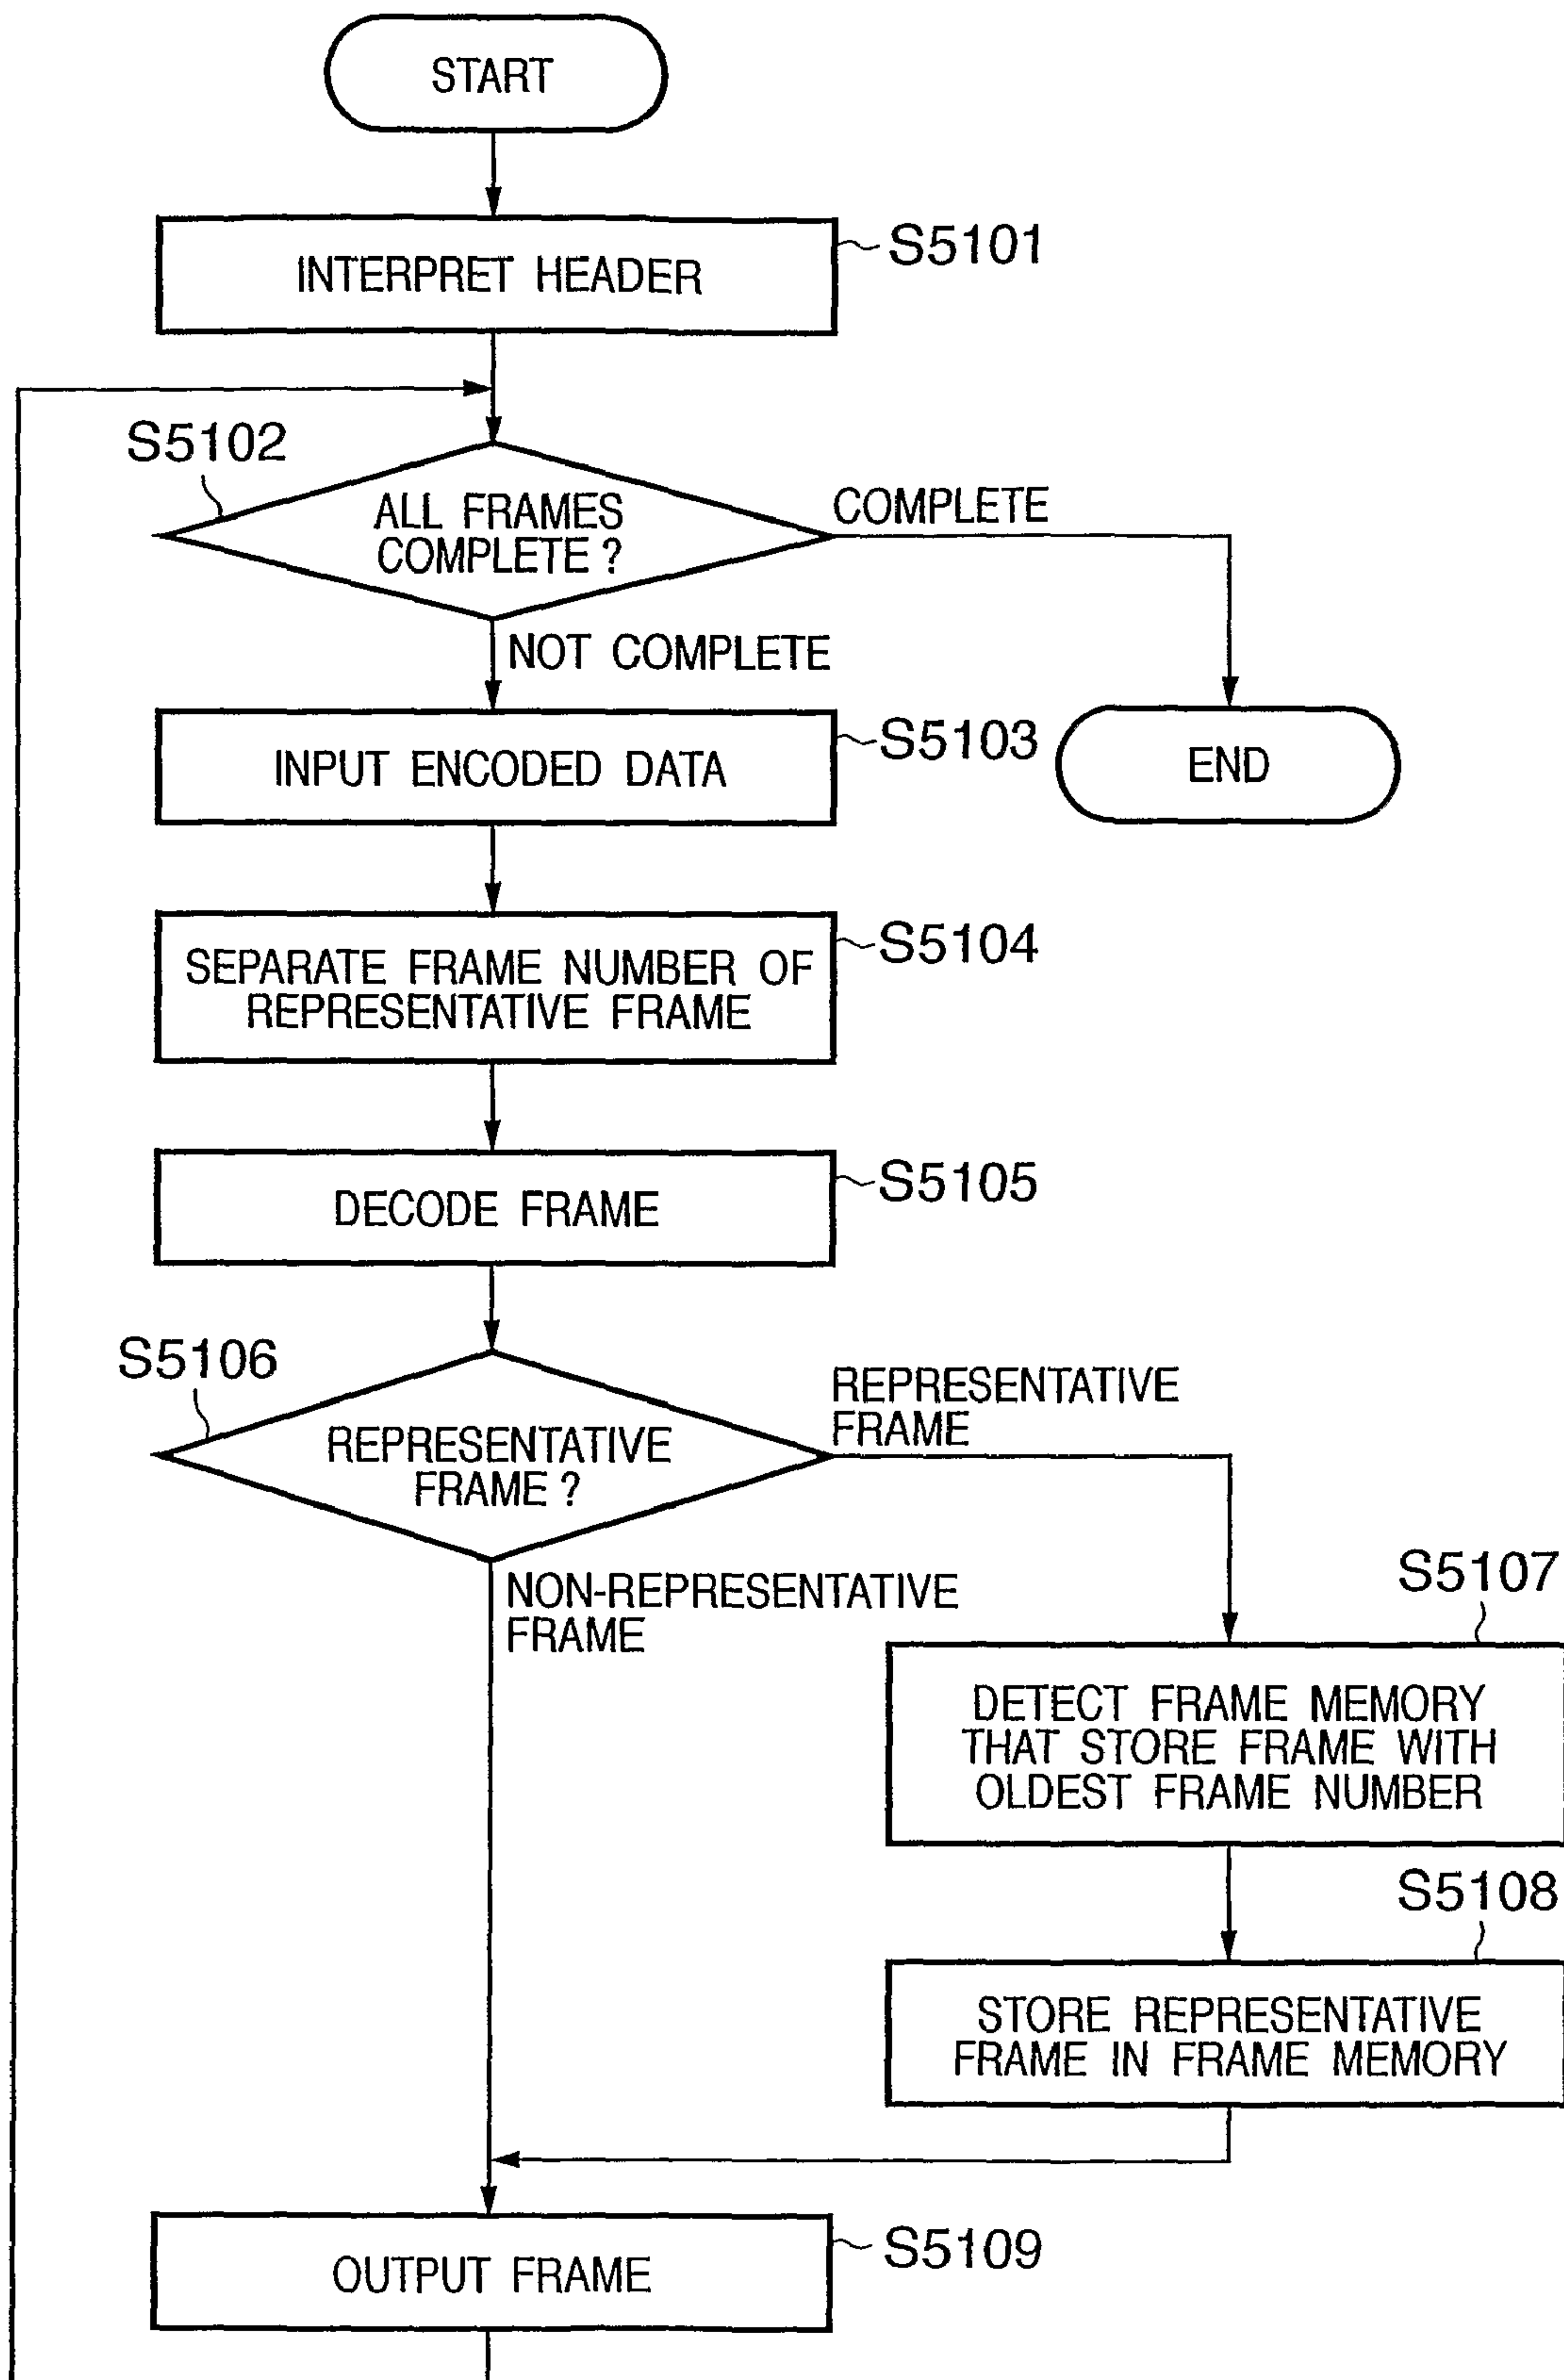 START
INTERPRET HEADER
S5101
S5102
ALL FRAMES
COMPLETE ?
COMPLETE
NOT COMPLETE
INPUT ENCODED DATA
S5103
END
SEPARATE FRAME NUMBER OF
REPRESENTATIVE FRAME
S5104
DECODE FRAME
S5105
S5106
REPRESENTATIVE
FRAME ?
REPRESENTATIVE
FRAME
NON-REPRESENTATIVE
FRAME
S5107
DETECT FRAME MEMORY
THAT STORE FRAME WITH
OLDEST FRAME NUMBER
S5108
STORE REPRESENTATIVE
FRAME IN FRAME MEMORY
OUTPUT FRAME
S5109